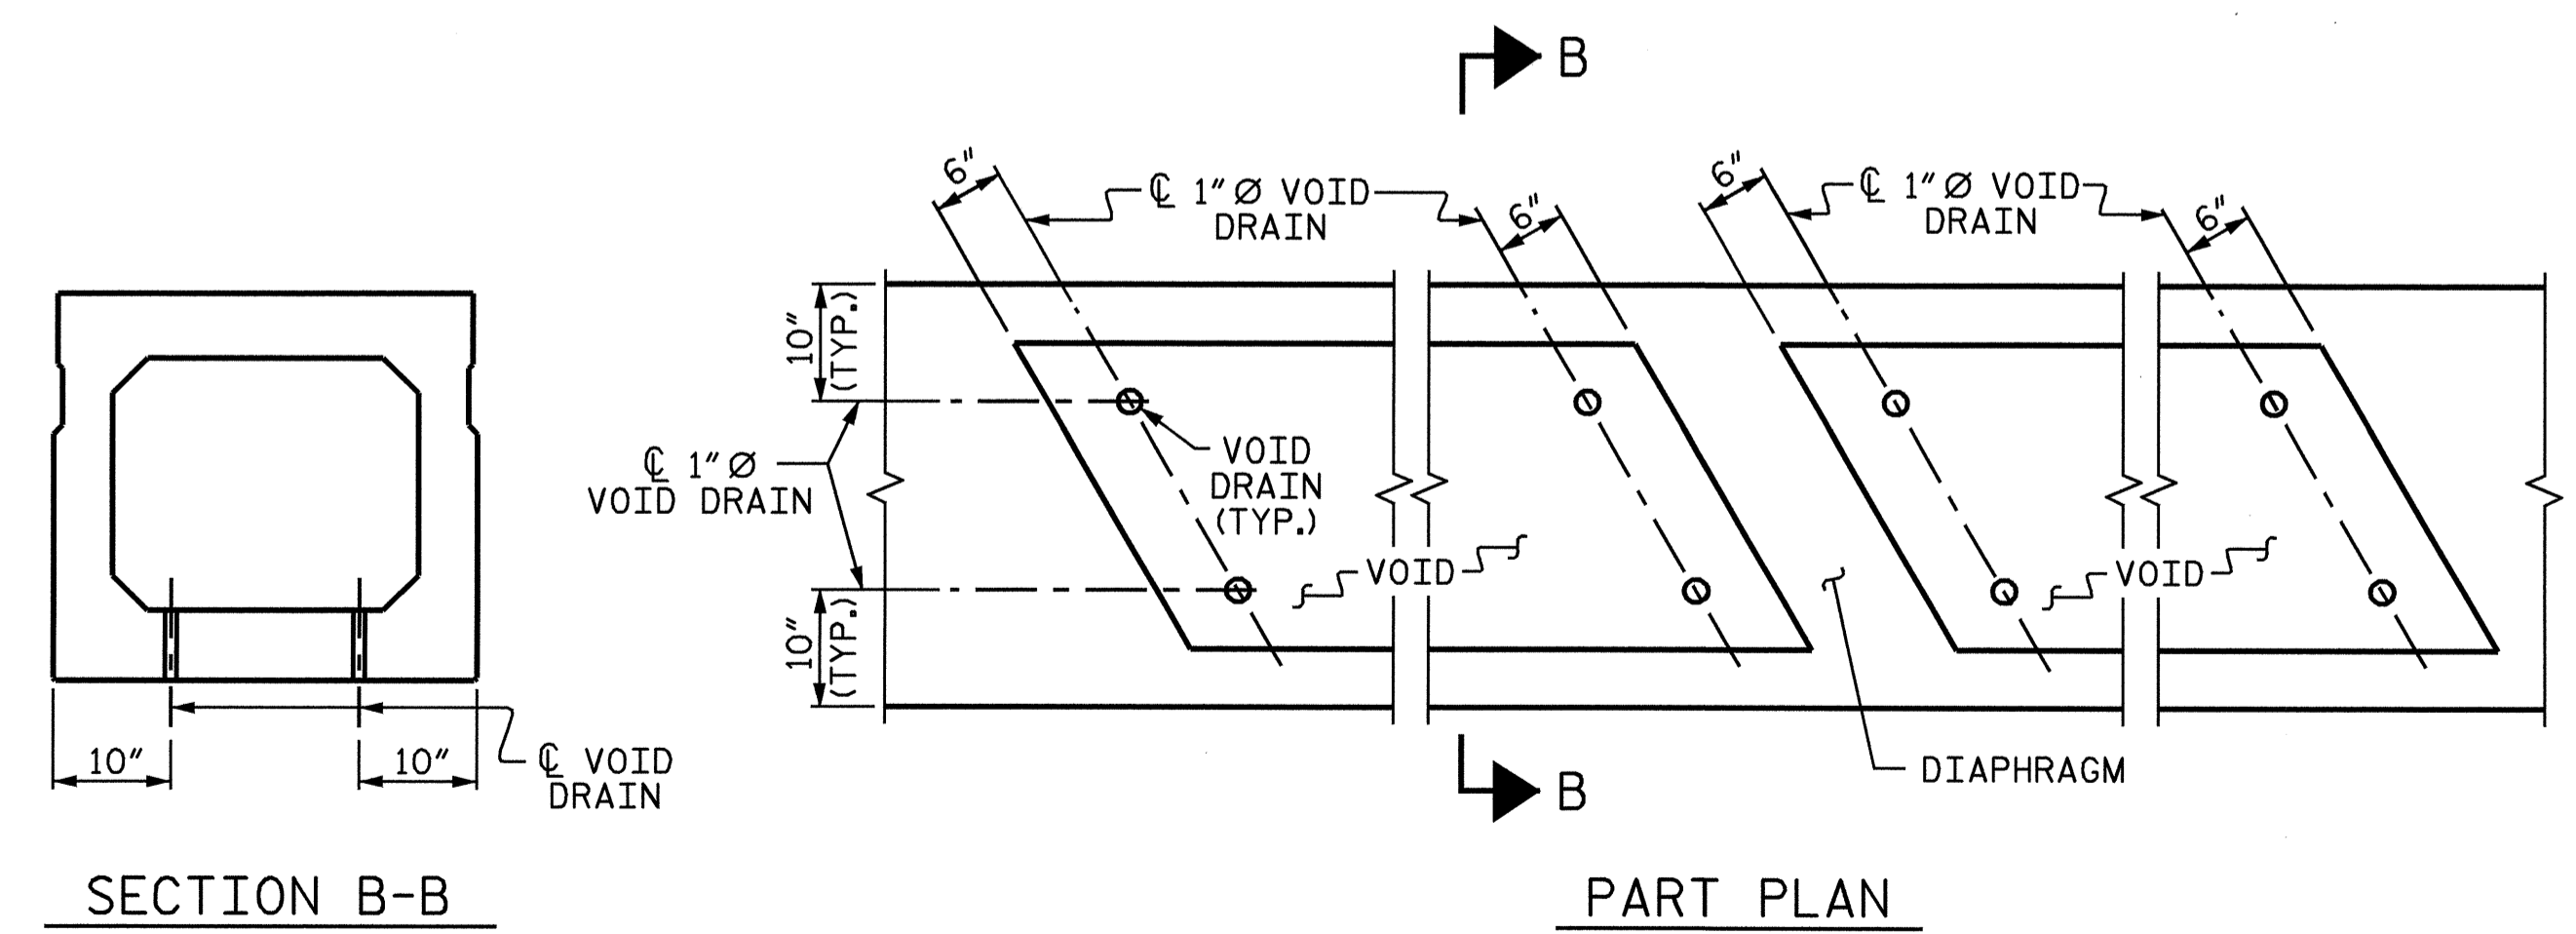 B
6"
℄ 1" Ø VOID
DRAIN
6"
6"
℄ 1" Ø VOID
DRAIN
6"
10"
(TYP.)
℄ 1" Ø
VOID DRAIN
VOID
DRAIN
(TYP.)
VOID
VOID
10"
(TYP.)
10"
10"
℄ VOID
DRAIN
DIAPHRAGM
B
SECTION B-B
PART PLAN